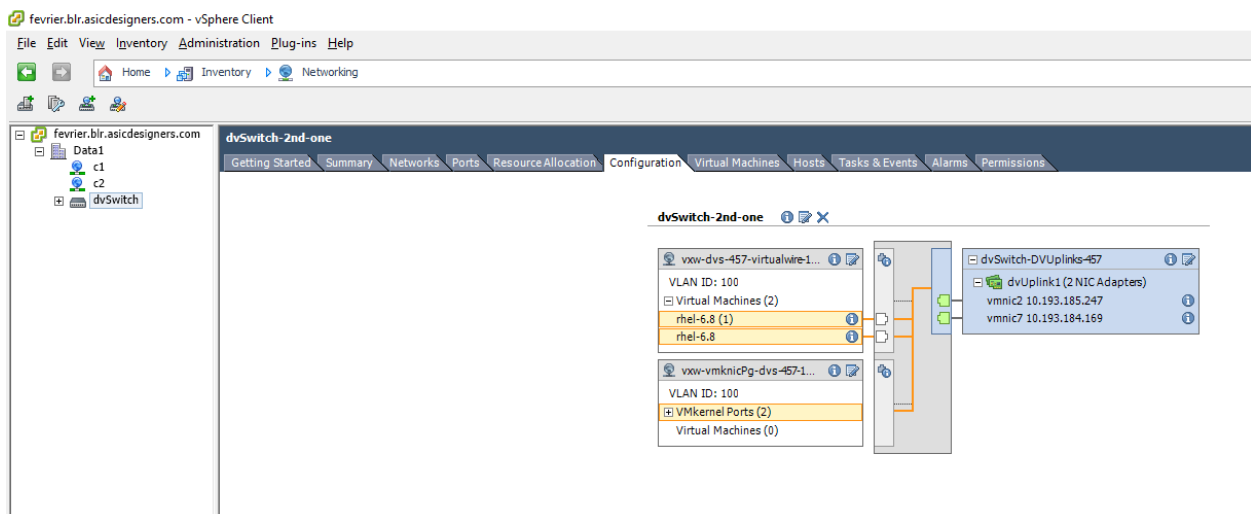 fevrier.blr.asicdesigners.com - vSphere Client
File Edit View Inventory Administration Plug-ins Help
Home Inventory Networking
fevrier.blr.asicdesigners.com
Data1
c1
c2
dvSwitch
dvSwitch-2nd-one
Getting Started Summary Networks Ports Resource Allocation Configuration Virtual Machines Hosts Tasks & Events Alarms Permissions
dvSwitch-2nd-one
vxw-dvs-457-virtualwire-1...
VLAN ID: 100
Virtual Machines (2)
rhel-6.8 (1)
rhel-6.8
vxw-vmknicPg-dvs-457-1...
VLAN ID: 100
VMkernel Ports (2)
Virtual Machines (0)
dvSwitch-DVUplinks-457
dvUplink1 (2 NIC Adapters)
vmnic2 10.193.185.247
vmnic7 10.193.184.169